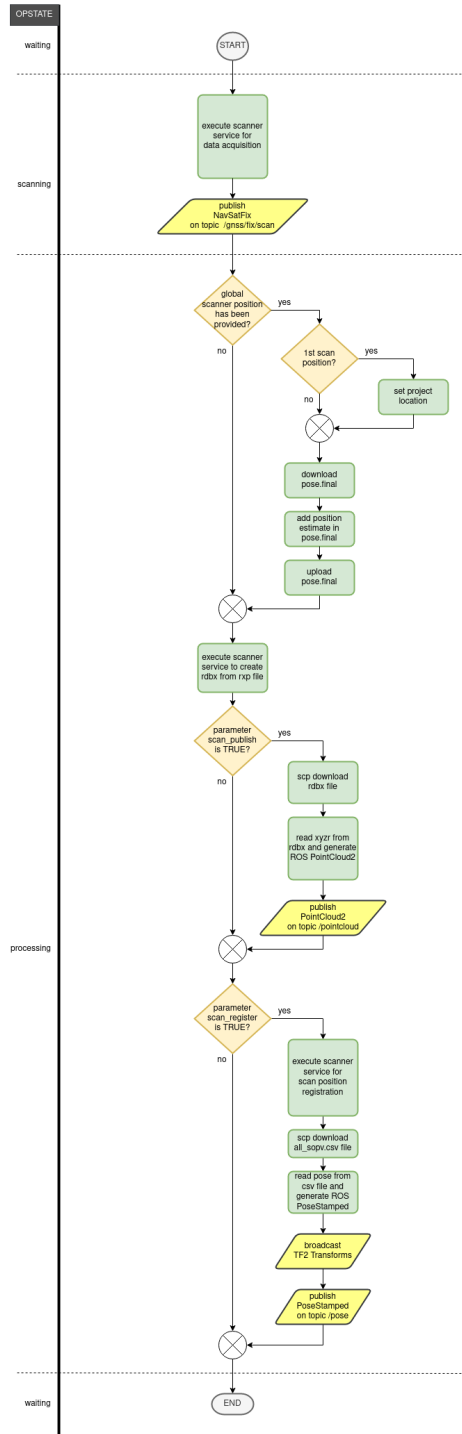 OPSTATE
waiting
START
execute scanner
service for
data acquisition
scanning
publish
NavSatFix
on topic /gnss/fix/scan
global
scanner position
has been
provided?
yes
no
1st scan
position?
yes
no
set project
location
download
pose.final
add position
estimate in
pose.final
upload
pose.final
execute scanner
service to create
rdbx from rxp file
parameter
scan_publish
is TRUE?
yes
no
scp download
rdbx file
read xyzr from
rdbx and generate
ROS PointCloud2
publish
PointCloud2
on topic /pointcloud
processing
parameter
scan_register
is TRUE?
yes
no
execute scanner
service for
scan position
registration
scp download
all_sopv.csv file
read pose from
csv file and
generate ROS
PoseStamped
broadcast
TF2 Transforms
publish
PoseStamped
on topic /pose
waiting
END